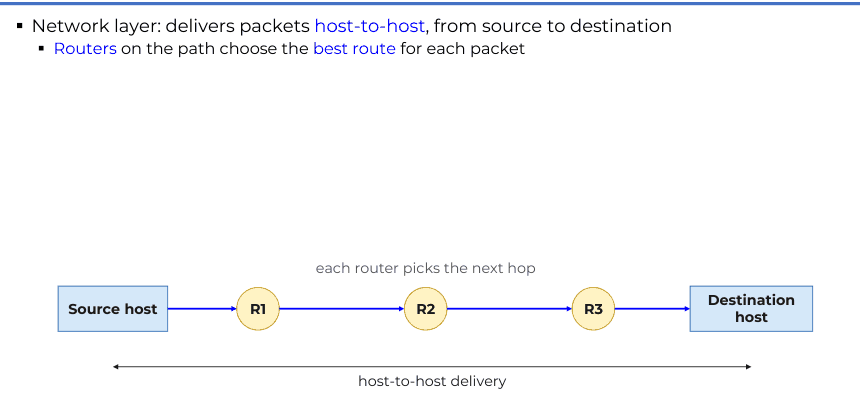 ▪ Network layer: delivers packets host-to-host, from source to destination
▪ Routers on the path choose the best route for each packet
each router picks the next hop
Source host
R1
R2
R3
Destination
host
host-to-host delivery